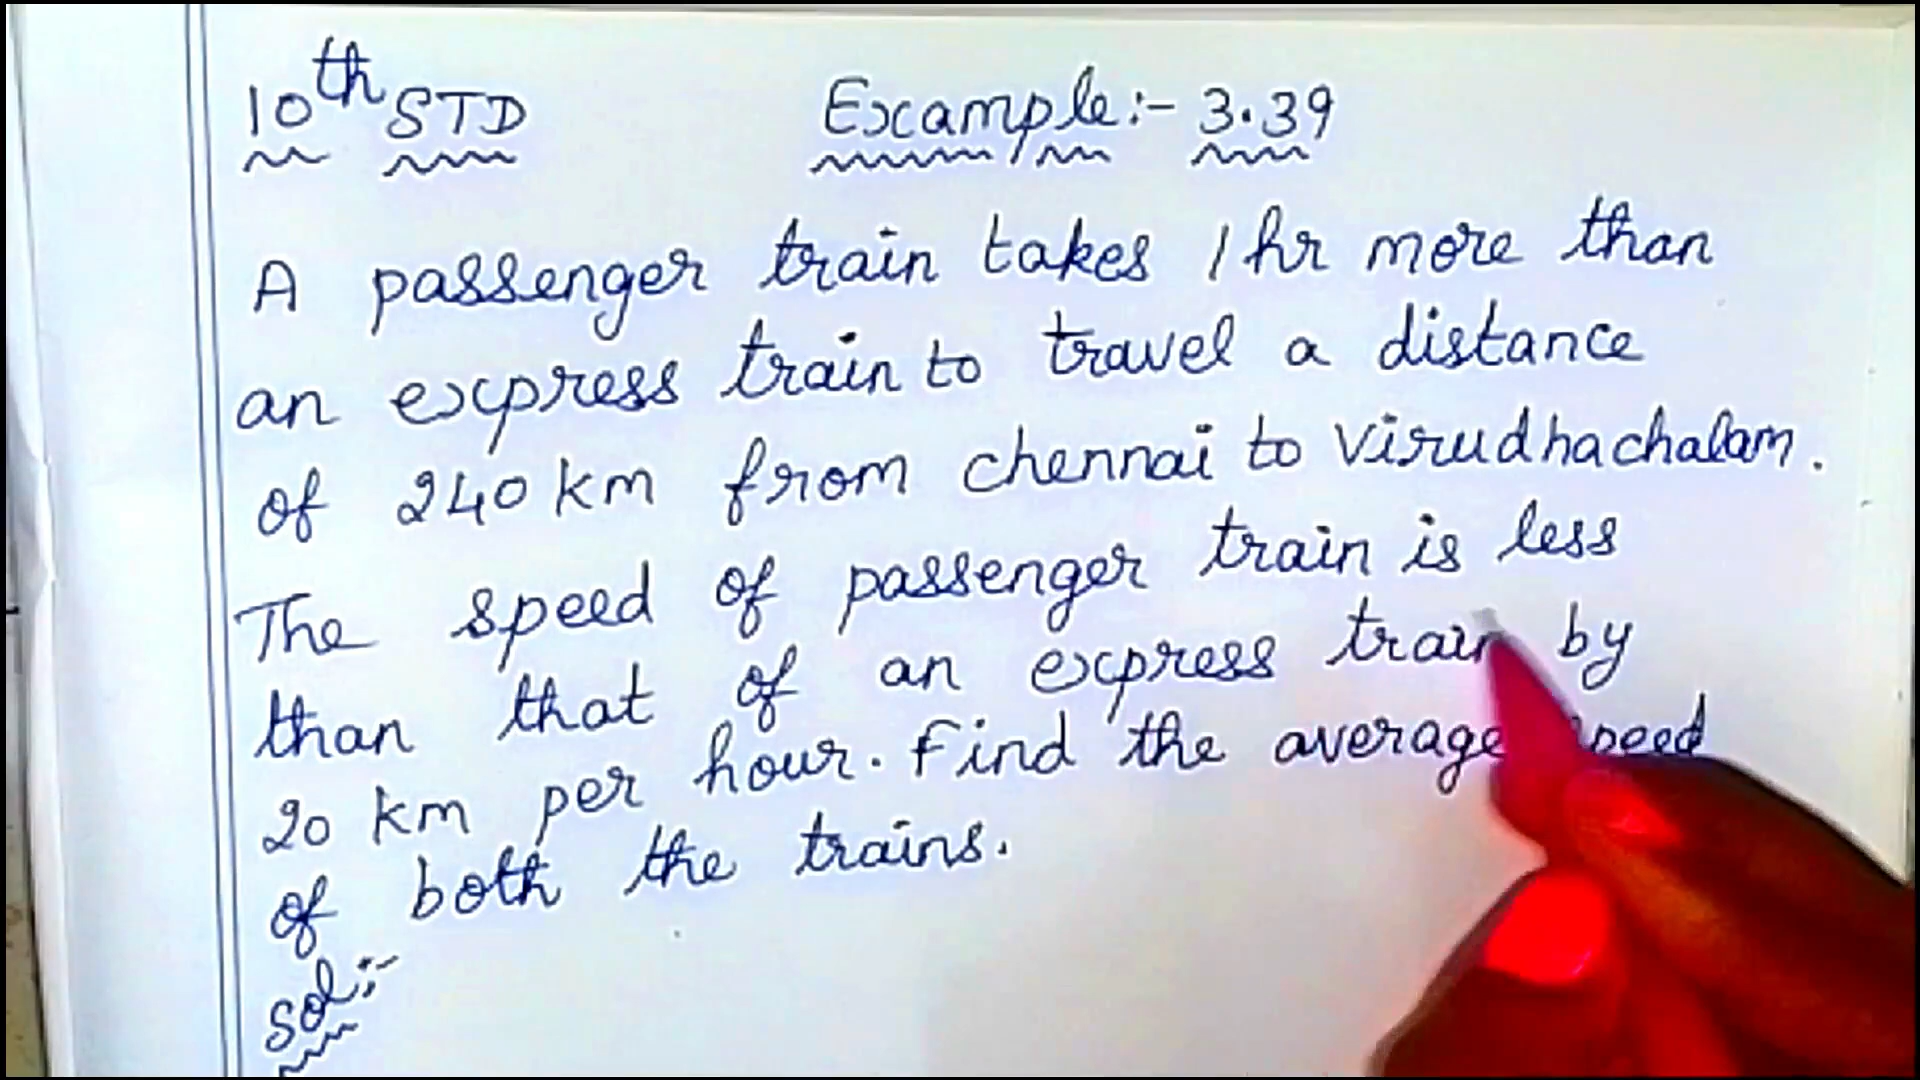 10th STD Example:- 3.39
A passenger train takes 1 hr more than
an express train to travel a distance
of 240 km from chennai to Virudhachalam.
The speed of passenger train is less
than that of an express train by
20 km per hour. Find the average speed
of both the trains.
Sol:-